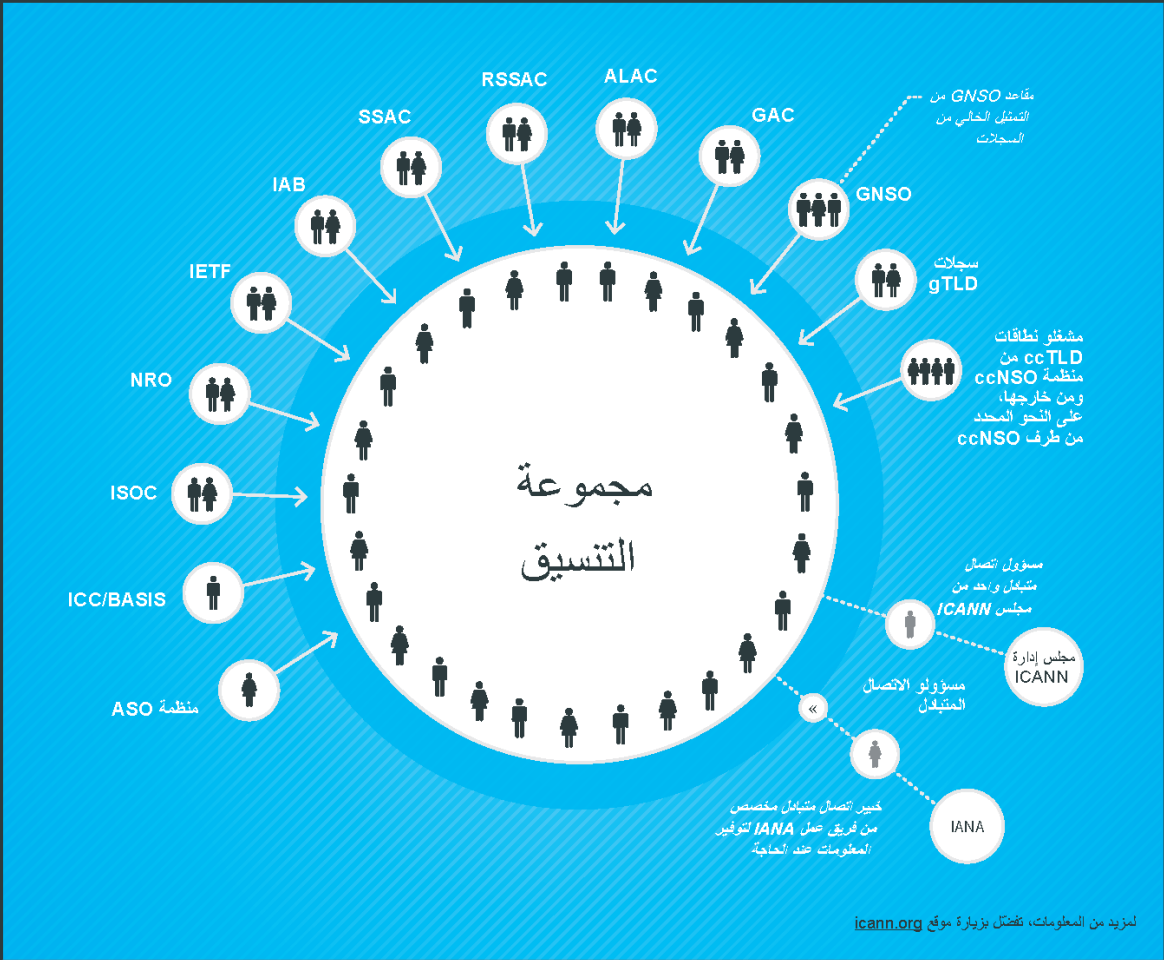 RSSAC
ALAC
SSAC
GAC
مقاعد GNSO من
التمثيل الخالي من
السجلات
IAB
GNSO
IETF
سجلات
gTLD
مشغلو نطاقات
ccTLD من
منظمة ccNSO
ومن خارجها،
على النحو المحدد
من طرف ccNSO
NRO
مجموعة
التنسيق
ISOC
ICC/BASIS
منظمة ASO
مسؤول اتصال
متبادل واحد من
مجلس ICANN
مجلس إدارة
ICANN
مسؤولو الاتصال
المتبادل
»
خبير اتصال متبادل مخصص
من فريق عمل IANA لتوفير
المعلومات عند الحاجة
IANA
لمزيد من المعلومات، تفضّل بزيارة موقع icann.org